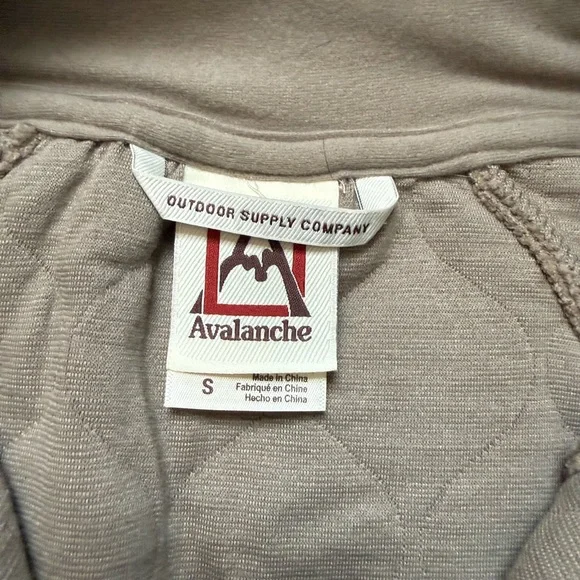 OUTDOOR SUPPLY COMPANY
Avalanche
S
Made in China
Fabriqué en Chine
Hecho en China